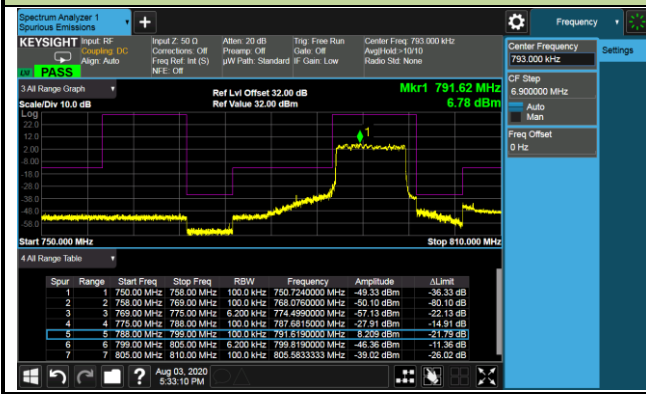 Spectrum Analyzer 1
Spurious Emissions
Frequency
KEYSIGHT Input: RF Input Z: 50 Ω Atten: 20 dB Trig: Free Run Center Freq: 793.000 MHz
Coupling: DC Corrections: Off Preamp: Off Gate: Off Avg|Hold:>10/10
Align: Auto Freq Ref: Int (S) µW Path: Standard IF Gain: Low Radio Std: None
NFE: Off
PASS
Center Frequency
793.000 MHz
Settings
CF Step
6.900000 MHz
Auto
Man
Freq Offset
0 Hz
3 All Range Graph
Ref Lvl Offset 32.00 dB Mkr1 791.62 MHz
Scale/Div 10.0 dB Ref Value 32.00 dBm 6.78 dBm
Log
22.0
12.0
2.00
-8.00
-18.0
-28.0
-38.0
-48.0
-58.0
1
Start 750.000 MHz Stop 810.000 MHz
4 All Range Table
Spur Range Start Freq Stop Freq RBW Frequency Amplitude ΔLimit
1 1 750.00 MHz 758.00 MHz 100.0 kHz 750.7240000 MHz -49.33 dBm -36.33 dB
2 2 758.00 MHz 769.00 MHz 100.0 kHz 768.0760000 MHz -50.10 dBm -80.10 dB
3 3 769.00 MHz 775.00 MHz 6.200 kHz 774.4990000 MHz -57.13 dBm -22.13 dB
4 4 775.00 MHz 788.00 MHz 100.0 kHz 787.6815000 MHz -27.91 dBm -14.91 dB
5 5 788.00 MHz 799.00 MHz 100.0 kHz 791.6190000 MHz 8.209 dBm -21.79 dB
6 6 799.00 MHz 805.00 MHz 6.200 kHz 799.8190000 MHz -46.36 dBm -11.36 dB
7 7 805.00 MHz 810.00 MHz 100.0 kHz 805.5833333 MHz -39.02 dBm -26.02 dB
Aug 03, 2020
5:33:10 PM